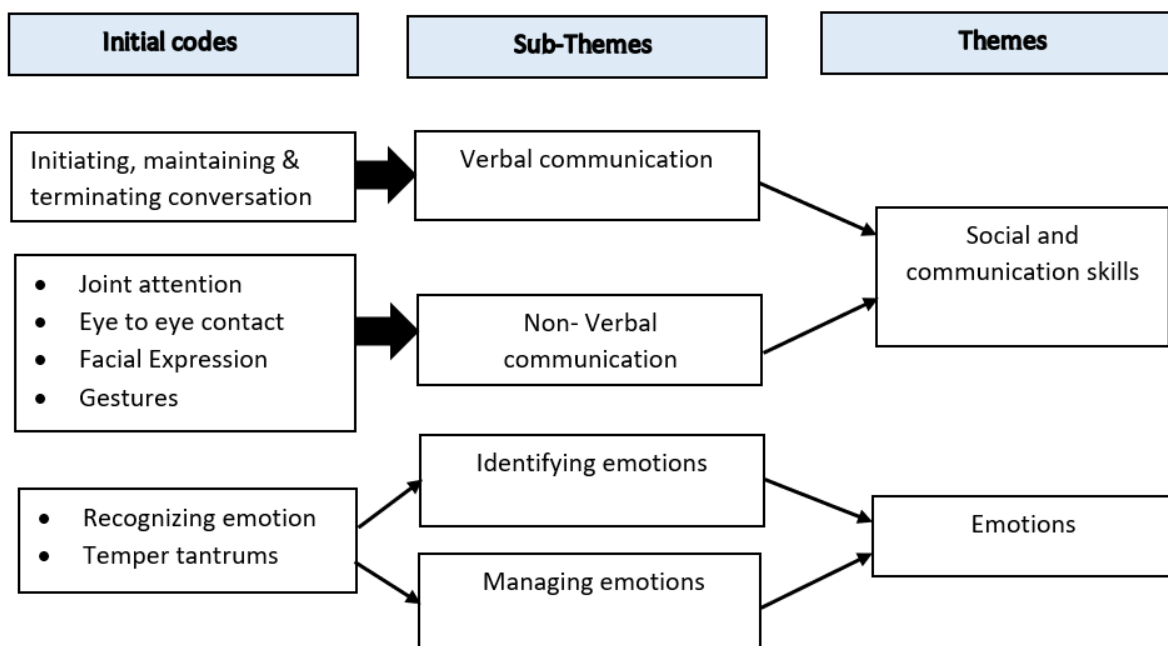 Initial codes
Sub-Themes
Themes
Initiating, maintaining &
terminating conversation
Verbal communication
Social and
communication skills
• Joint attention
• Eye to eye contact
• Facial Expression
• Gestures
Non- Verbal
communication
• Recognizing emotion
• Temper tantrums
Identifying emotions
Managing emotions
Emotions